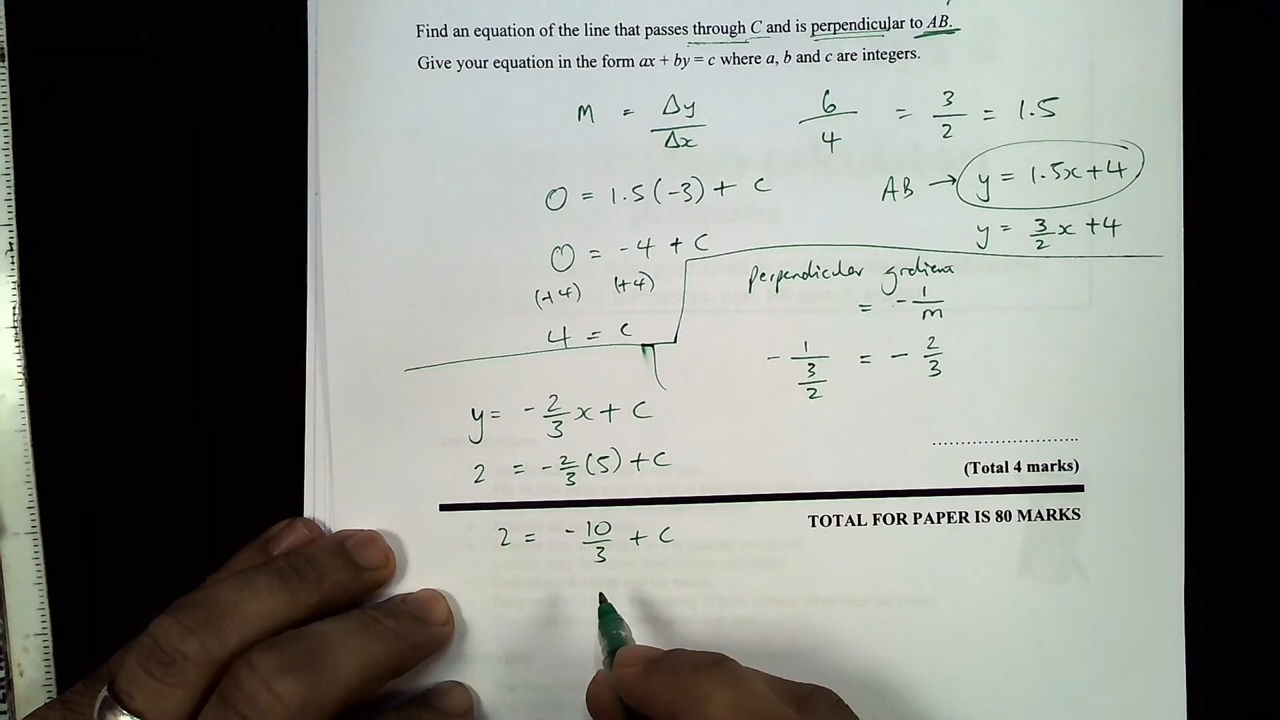 Find an equation of the line that passes through C and is perpendicular to AB.
Give your equation in the form ax + by = c where a, b and c are integers.
M = Δy/Δx 6/4 = 3/2 = 1.5
0 = 1.5(-3) + C
AB → y = 1.5x+4
y = 3/2 x +4
0 = -4 + C
(+4) (+4)
4 = C
perpendicular gradient
= -1/m
-1/(3/2) = -2/3
y = -2/3 x + C
2 = -2/3 (5) + C
(Total 4 marks)
TOTAL FOR PAPER IS 80 MARKS
2 = -10/3 + C